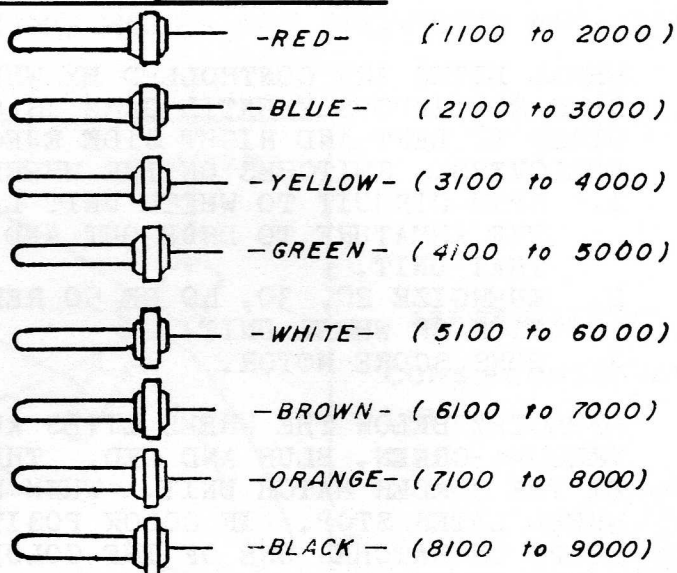 -RED- (1100 to 2000)
-BLUE- (2100 to 3000)
-YELLOW- (3100 to 4000)
-GREEN- (4100 to 5000)
-WHITE- (5100 to 6000)
-BROWN- (6100 to 7000)
-ORANGE- (7100 to 8000)
-BLACK- (8100 to 9000)